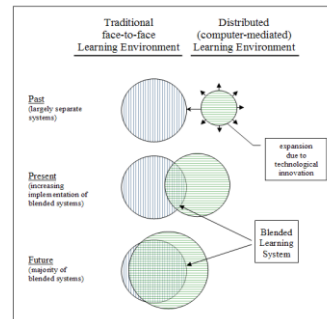 Traditional
face-to-face
Learning Environment
Distributed
(computer-mediated)
Learning Environment
Past
(largely separate
systems)
expansion
due to
technological
innovation
Present
(increasing
implementation of
blended systems)
Blended
Learning
System
Future
(majority of
blended systems)